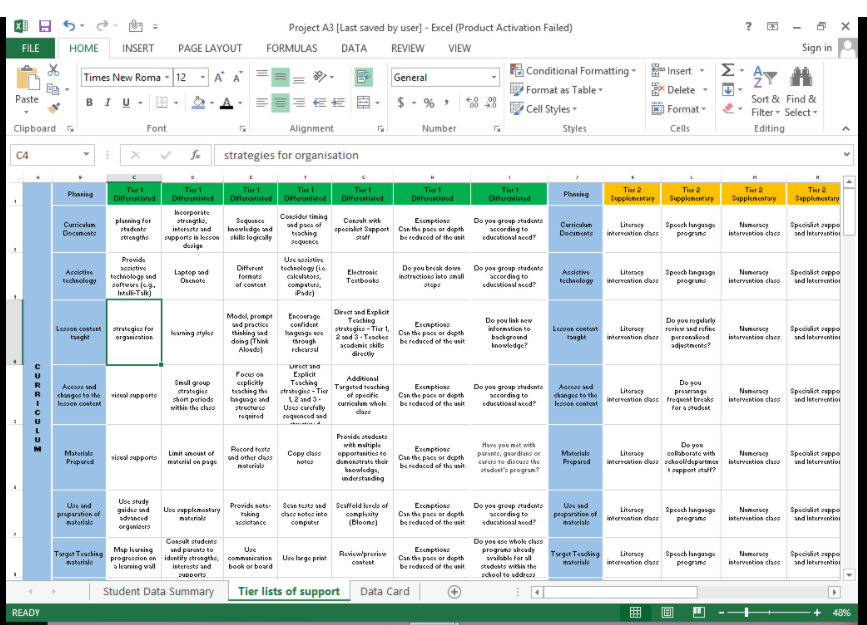 Project A3 [Last saved by user] - Excel (Product Activation Failed)
FILE HOME INSERT PAGE LAYOUT FORMULAS DATA REVIEW VIEW Sign in
Times New Roma 12 General Conditional Formatting Insert
Paste Format as Table Delete Sort & Find &
Cell Styles Format Filter Select
Clipboard Font Alignment Number Styles Cells Editing
C4 strategies for organisation
Planning
Tier 1
Differentiated
Tier 1
Differentiated
Tier 1
Differentiated
Tier 1
Differentiated
Tier 1
Differentiated
Tier 1
Differentiated
Tier 1
Differentiated
Planning
Tier 2
Supplementary
Tier 2
Supplementary
Tier 2
Supplementary
Tier 2
Supplementary
CURRICULUM
Curriculum
Documents
planning for
students
strengths
Incorporate
strengths,
interests and
supports in lesson
design
Sequence
knowledge and
skills logically
Consider timing
and pace of
teaching
sequence
Consult with
specialist Support
staff
Exemptions
Can the pace or depth
be reduced of the unit
Do you group students
according to
educational need?
Curriculum
Documents
Literacy
intervention class
Speech language
programs
Numeracy
intervention class
Specialist suppo
and Intervention
Assistive
technology
Provide
assistive
technology and
software (e.g.,
Intelli-Talk)
Laptop and
Onenote
Different
formats
of content
Use assistive
technology (i.e.
calculators,
computers,
iPads)
Electronic
Textbooks
Do you break down
instructions into small
steps
Do you group students
according to
educational need?
Assistive
technology
Literacy
intervention class
Speech language
programs
Numeracy
intervention class
Specialist suppo
and Intervention
Lesson content
taught
strategies for
organisation
learning styles
Model, prompt
and practice
thinking and
doing (Think
Alouds)
Encourage
confident
language use
through
rehearsal
Direct and Explicit
Teaching
strategies - Tier 1,
2 and 3 - Teaches
academic skills
directly
Exemptions
Can the pace or depth
be reduced of the unit
Do you link new
information to
background
knowledge?
Lesson content
taught
Literacy
intervention class
Do you regularly
review and refine
personalised
adjustments?
Numeracy
intervention class
Specialist suppo
and Intervention
Access and
changes to the
lesson content
visual supports
Small group
strategies
short periods
within the class
Focus on
explicitly
teaching the
language and
structures
required
Direct and
Explicit
Teaching
strategies - Tier
1, 2 and 3 -
Uses carefully
sequenced and
Additional
Targeted teaching
of specific
curriculum whole
class
Exemptions
Can the pace or depth
be reduced of the unit
Do you group students
according to
educational need?
Access and
changes to the
lesson content
Literacy
intervention class
Do you
prearrange
frequent breaks
for a student
Numeracy
intervention class
Specialist suppo
and Intervention
Materials
Prepared
visual supports
Limit amount of
material on page
Record texts
and other class
materials
Copy class
notes
Provide students
with multiple
opportunities to
demonstrate their
knowledge,
understanding
Exemptions
Can the pace or depth
be reduced of the unit
Have you met with
parents, guardians or
carers to discuss the
student's program?
Materials
Prepared
Literacy
intervention class
Do you
collaborate with
school/departmen
t support staff?
Numeracy
intervention class
Specialist suppo
and Intervention
Use and
preparation of
materials
Use study
guides and
advanced
organizers
Use supplementary
materials
Provide note-
taking
assistance
Scan tests and
class notes into
computer
Scaffold levels of
complexity
(Blooms)
Exemptions
Can the pace or depth
be reduced of the unit
Do you group students
according to
educational need?
Use and
preparation of
materials
Literacy
intervention class
Speech language
programs
Numeracy
intervention class
Specialist suppo
and Intervention
Target Teaching
materials
Map learning
progression on
a learning wall
Consult students
and parents to
identify strengths,
interests and
supports
Use
communication
book or board
Use large print
Review/preview
content
Exemptions
Can the pace or depth
be reduced of the unit
Do you use whole class
programs already
available for all
students within the
school to address
Target Teaching
materials
Literacy
intervention class
Speech language
programs
Numeracy
intervention class
Specialist suppo
and Intervention
Student Data Summary Tier lists of support Data Card
READY 48%